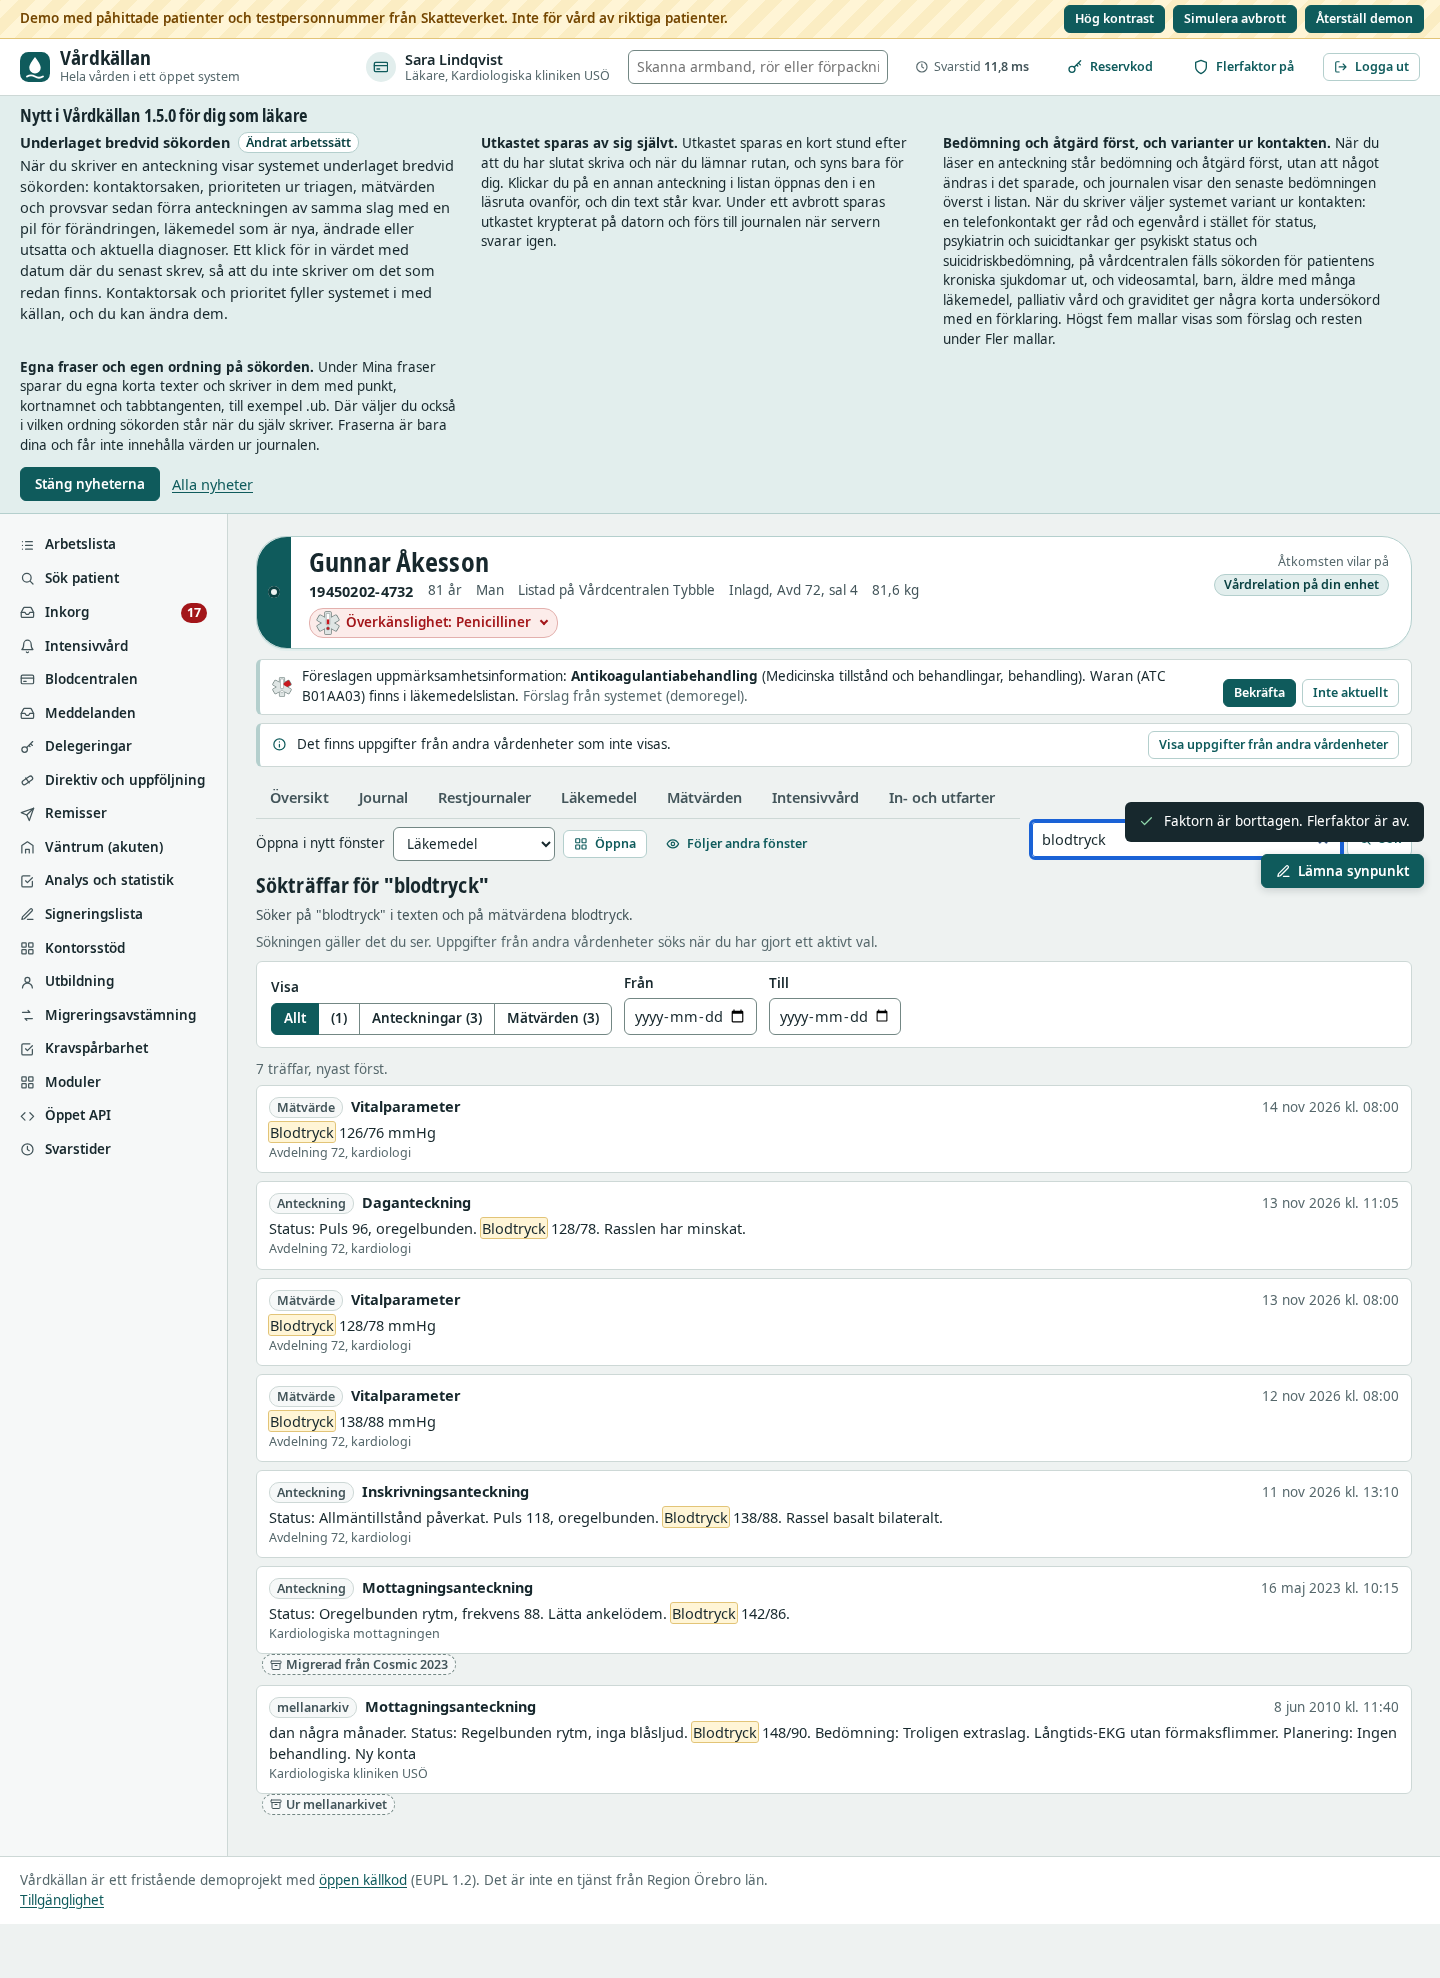 Demo med påhittade patienter och testpersonnummer från Skatteverket. Inte för vård av riktiga patienter.
Hög kontrast
Simulera avbrott
Återställ demon
Vårdkällan
Hela vården i ett öppet system
Sara Lindqvist
Läkare, Kardiologiska kliniken USÖ
Skanna armband, rör eller förpackni
Svarstid 11,8 ms
Reservkod
Flerfaktor på
Logga ut
Nytt i Vårdkällan 1.5.0 för dig som läkare
Underlaget bredvid sökorden
Ändrat arbetssätt
När du skriver en anteckning visar systemet underlaget bredvid
sökorden: kontaktorsaken, prioriteten ur triagen, mätvärden
och provsvar sedan förra anteckningen av samma slag med en
pil för förändringen, läkemedel som är nya, ändrade eller
utsatta och aktuella diagnoser. Ett klick för in värdet med
datum där du senast skrev, så att du inte skriver om det som
redan finns. Kontaktorsak och prioritet fyller systemet i med
källan, och du kan ändra dem.
Utkastet sparas av sig självt. Utkastet sparas en kort stund efter
att du har slutat skriva och när du lämnar rutan, och syns bara för
dig. Klickar du på en annan anteckning i listan öppnas den i en
läsruta ovanför, och din text står kvar. Under ett avbrott sparas
utkastet krypterat på datorn och förs till journalen när servern
svarar igen.
Bedömning och åtgärd först, och varianter ur kontakten. När du
läser en anteckning står bedömning och åtgärd först, utan att något
ändras i det sparade, och journalen visar den senaste bedömningen
överst i listan. När du skriver väljer systemet variant ur kontakten:
en telefonkontakt ger råd och egenvård i stället för status,
psykiatrin och suicidtankar ger psykiskt status och
suicidriskbedömning, på vårdcentralen fälls sökorden för patientens
kroniska sjukdomar ut, och videosamtal, barn, äldre med många
läkemedel, palliativ vård och graviditet ger några korta undersökord
med en förklaring. Högst fem mallar visas som förslag och resten
under Fler mallar.
Egna fraser och egen ordning på sökorden. Under Mina fraser
sparar du egna korta texter och skriver in dem med punkt,
kortnamnet och tabbtangenten, till exempel .ub. Där väljer du också
i vilken ordning sökorden står när du själv skriver. Fraserna är bara
dina och får inte innehålla värden ur journalen.
Stäng nyheterna
Alla nyheter
Arbetslista
Sök patient
Inkorg
17
Intensivvård
Blodcentralen
Meddelanden
Delegeringar
Direktiv och uppföljning
Remisser
Väntrum (akuten)
Analys och statistik
Signeringslista
Kontorsstöd
Utbildning
Migreringsavstämning
Kravspårbarhet
Moduler
Öppet API
Svarstider
Gunnar Åkesson
19450202-4732 81 år Man Listad på Vårdcentralen Tybble Inlagd, Avd 72, sal 4 81,6 kg
Överkänslighet: Penicilliner
Åtkomsten vilar på
Vårdrelation på din enhet
Föreslagen uppmärksamhetsinformation: Antikoagulantiabehandling (Medicinska tillstånd och behandlingar, behandling). Waran (ATC
B01AA03) finns i läkemedelslistan. Förslag från systemet (demoregel).
Bekräfta
Inte aktuellt
Det finns uppgifter från andra vårdenheter som inte visas.
Visa uppgifter från andra vårdenheter
Översikt
Journal
Restjournaler
Läkemedel
Mätvärden
Intensivvård
In- och utfarter
Öppna i nytt fönster
Läkemedel
Öppna
Följer andra fönster
blodtryck
Faktorn är borttagen. Flerfaktor är av.
Lämna synpunkt
Sökträffar för "blodtryck"
Söker på "blodtryck" i texten och på mätvärdena blodtryck.
Sökningen gäller det du ser. Uppgifter från andra vårdenheter söks när du har gjort ett aktivt val.
Visa
Från
Till
Allt
(1)
Anteckningar (3)
Mätvärden (3)
yyyy-mm-dd
yyyy-mm-dd
7 träffar, nyast först.
Mätvärde Vitalparameter 14 nov 2026 kl. 08:00
Blodtryck 126/76 mmHg
Avdelning 72, kardiologi
Anteckning Daganteckning 13 nov 2026 kl. 11:05
Status: Puls 96, oregelbunden. Blodtryck 128/78. Rasslen har minskat.
Avdelning 72, kardiologi
Mätvärde Vitalparameter 13 nov 2026 kl. 08:00
Blodtryck 128/78 mmHg
Avdelning 72, kardiologi
Mätvärde Vitalparameter 12 nov 2026 kl. 08:00
Blodtryck 138/88 mmHg
Avdelning 72, kardiologi
Anteckning Inskrivningsanteckning 11 nov 2026 kl. 13:10
Status: Allmäntillstånd påverkat. Puls 118, oregelbunden. Blodtryck 138/88. Rassel basalt bilateralt.
Avdelning 72, kardiologi
Anteckning Mottagningsanteckning 16 maj 2023 kl. 10:15
Status: Oregelbunden rytm, frekvens 88. Lätta ankelödem. Blodtryck 142/86.
Kardiologiska mottagningen
Migrerad från Cosmic 2023
mellanarkiv Mottagningsanteckning 8 jun 2010 kl. 11:40
dan några månader. Status: Regelbunden rytm, inga blåsljud. Blodtryck 148/90. Bedömning: Troligen extraslag. Långtids-EKG utan förmaksflimmer. Planering: Ingen
behandling. Ny konta
Kardiologiska kliniken USÖ
Ur mellanarkivet
Vårdkällan är ett fristående demoprojekt med öppen källkod (EUPL 1.2). Det är inte en tjänst från Region Örebro län.
Tillgänglighet